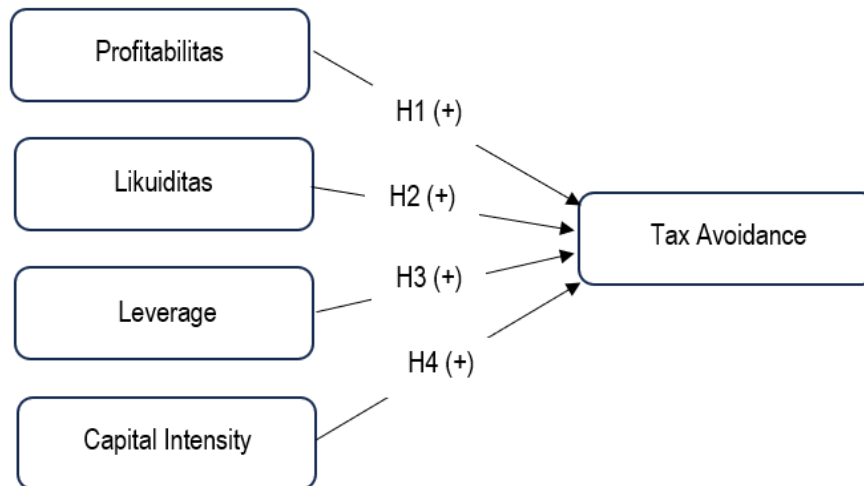 Profitabilitas
H1 (+)
Likuiditas
H2 (+)
Tax Avoidance
Leverage
H3 (+)
H4 (+)
Capital Intensity